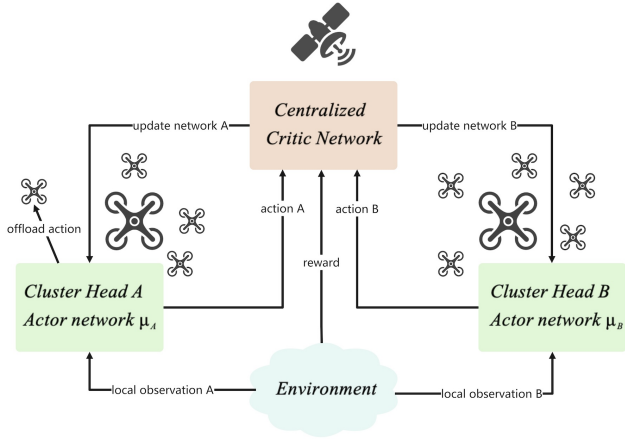 Centralized
Critic Network
update network A
update network B
action A
action B
offload action
reward
Cluster Head A
Actor network μA
Cluster Head B
Actor network μB
local observation A
Environment
local observation B